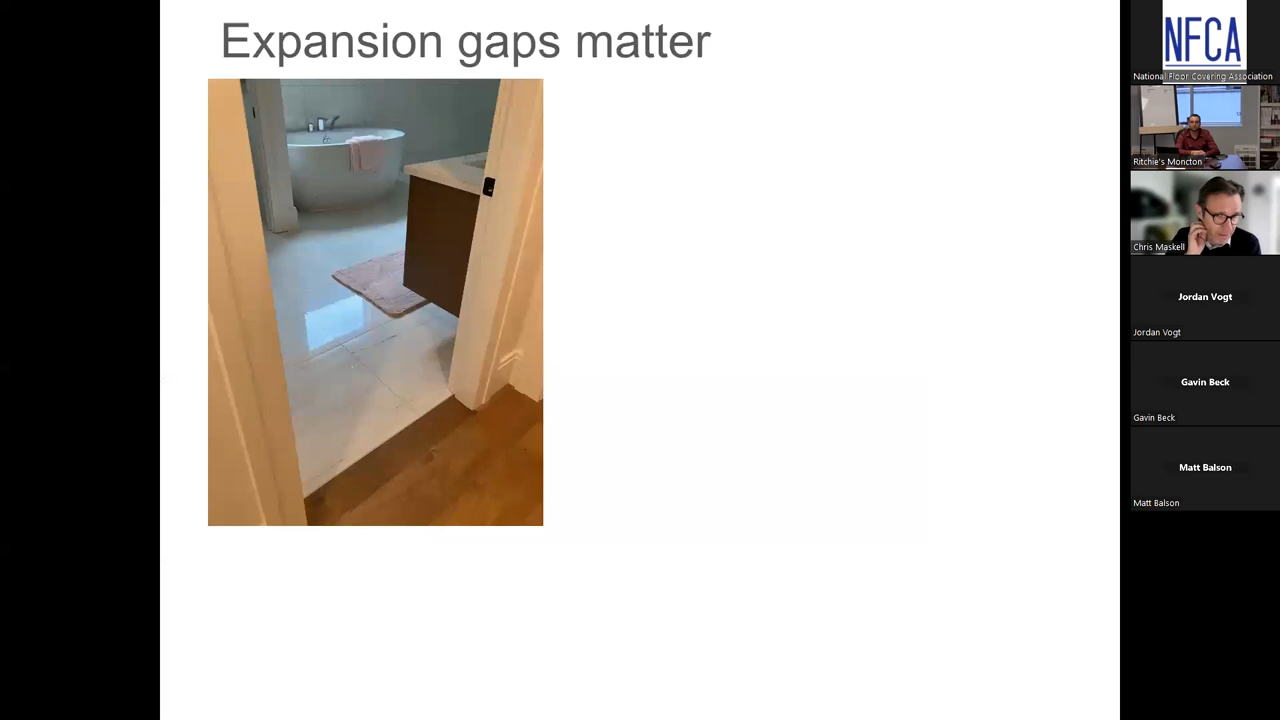 Expansion gaps matter
NFCA
National Floor Covering Association
Ritchie's Moncton
Chris Maskell
Jordan Vogt
Jordan Vogt
Gavin Beck
Gavin Beck
Matt Balson
Matt Balson